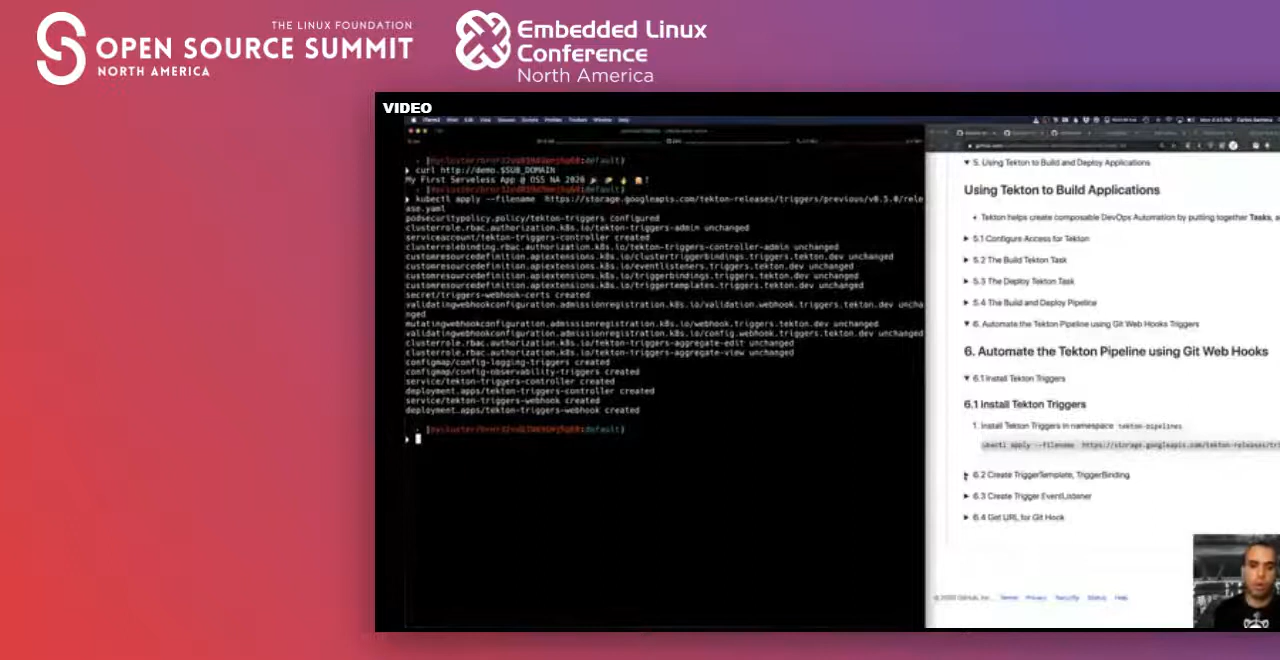 THE LINUX FOUNDATION
OPEN SOURCE SUMMIT
NORTH AMERICA
Embedded Linux
Conference
North America
VIDEO
curl http://demo.$SUB_DOMAIN
My First Serveless App @ OSS NA 2020
kubectl apply --filename https://storage.googleapis.com/tekton-releases/triggers/previous/v0.5.0/rele
ase.yaml
podsecuritypolicy.policy/tekton-triggers configured
clusterrole.rbac.authorization.k8s.io/tekton-triggers-admin unchanged
serviceaccount/tekton-triggers-controller created
clusterrolebinding.rbac.authorization.k8s.io/tekton-triggers-controller-admin unchanged
customresourcedefinition.apiextensions.k8s.io/clustertriggerbindings.triggers.tekton.dev unchanged
customresourcedefinition.apiextensions.k8s.io/eventlisteners.triggers.tekton.dev unchanged
customresourcedefinition.apiextensions.k8s.io/triggerbindings.triggers.tekton.dev unchanged
customresourcedefinition.apiextensions.k8s.io/triggertemplates.triggers.tekton.dev unchanged
secret/triggers-webhook-certs created
validatingwebhookconfiguration.admissionregistration.k8s.io/validation.webhook.triggers.tekton.dev uncha
nged
mutatingwebhookconfiguration.admissionregistration.k8s.io/webhook.triggers.tekton.dev unchanged
validatingwebhookconfiguration.admissionregistration.k8s.io/config.webhook.triggers.tekton.dev unchanged
clusterrole.rbac.authorization.k8s.io/tekton-triggers-aggregate-edit unchanged
clusterrole.rbac.authorization.k8s.io/tekton-triggers-aggregate-view unchanged
configmap/config-logging-triggers created
configmap/config-observability-triggers created
service/tekton-triggers-controller created
deployment.apps/tekton-triggers-controller created
service/tekton-triggers-webhook created
deployment.apps/tekton-triggers-webhook created
5. Using Tekton to Build and Deploy Applications
Using Tekton to Build Applications
Tekton helps create composable DevOps Automation by putting together Tasks, a
5.1 Configure Access for Tekton
5.2 The Build Tekton Task
5.3 The Deploy Tekton Task
5.4 The Build and Deploy Pipeline
6. Automate the Tekton Pipeline using Git Web Hooks Triggers
6. Automate the Tekton Pipeline using Git Web Hooks
6.1 Install Tekton Triggers
6.1 Install Tekton Triggers
1. Install Tekton Triggers in namespace tekton-pipelines
ubectl apply --filename https://storage.googleapis.com/tekton-releases/tri
6.2 Create TriggerTemplate, TriggerBinding
6.3 Create Trigger EventListener
6.4 Get URL for Git Hook
© 2020 GitHub, Inc. Terms Privacy Security Status Help